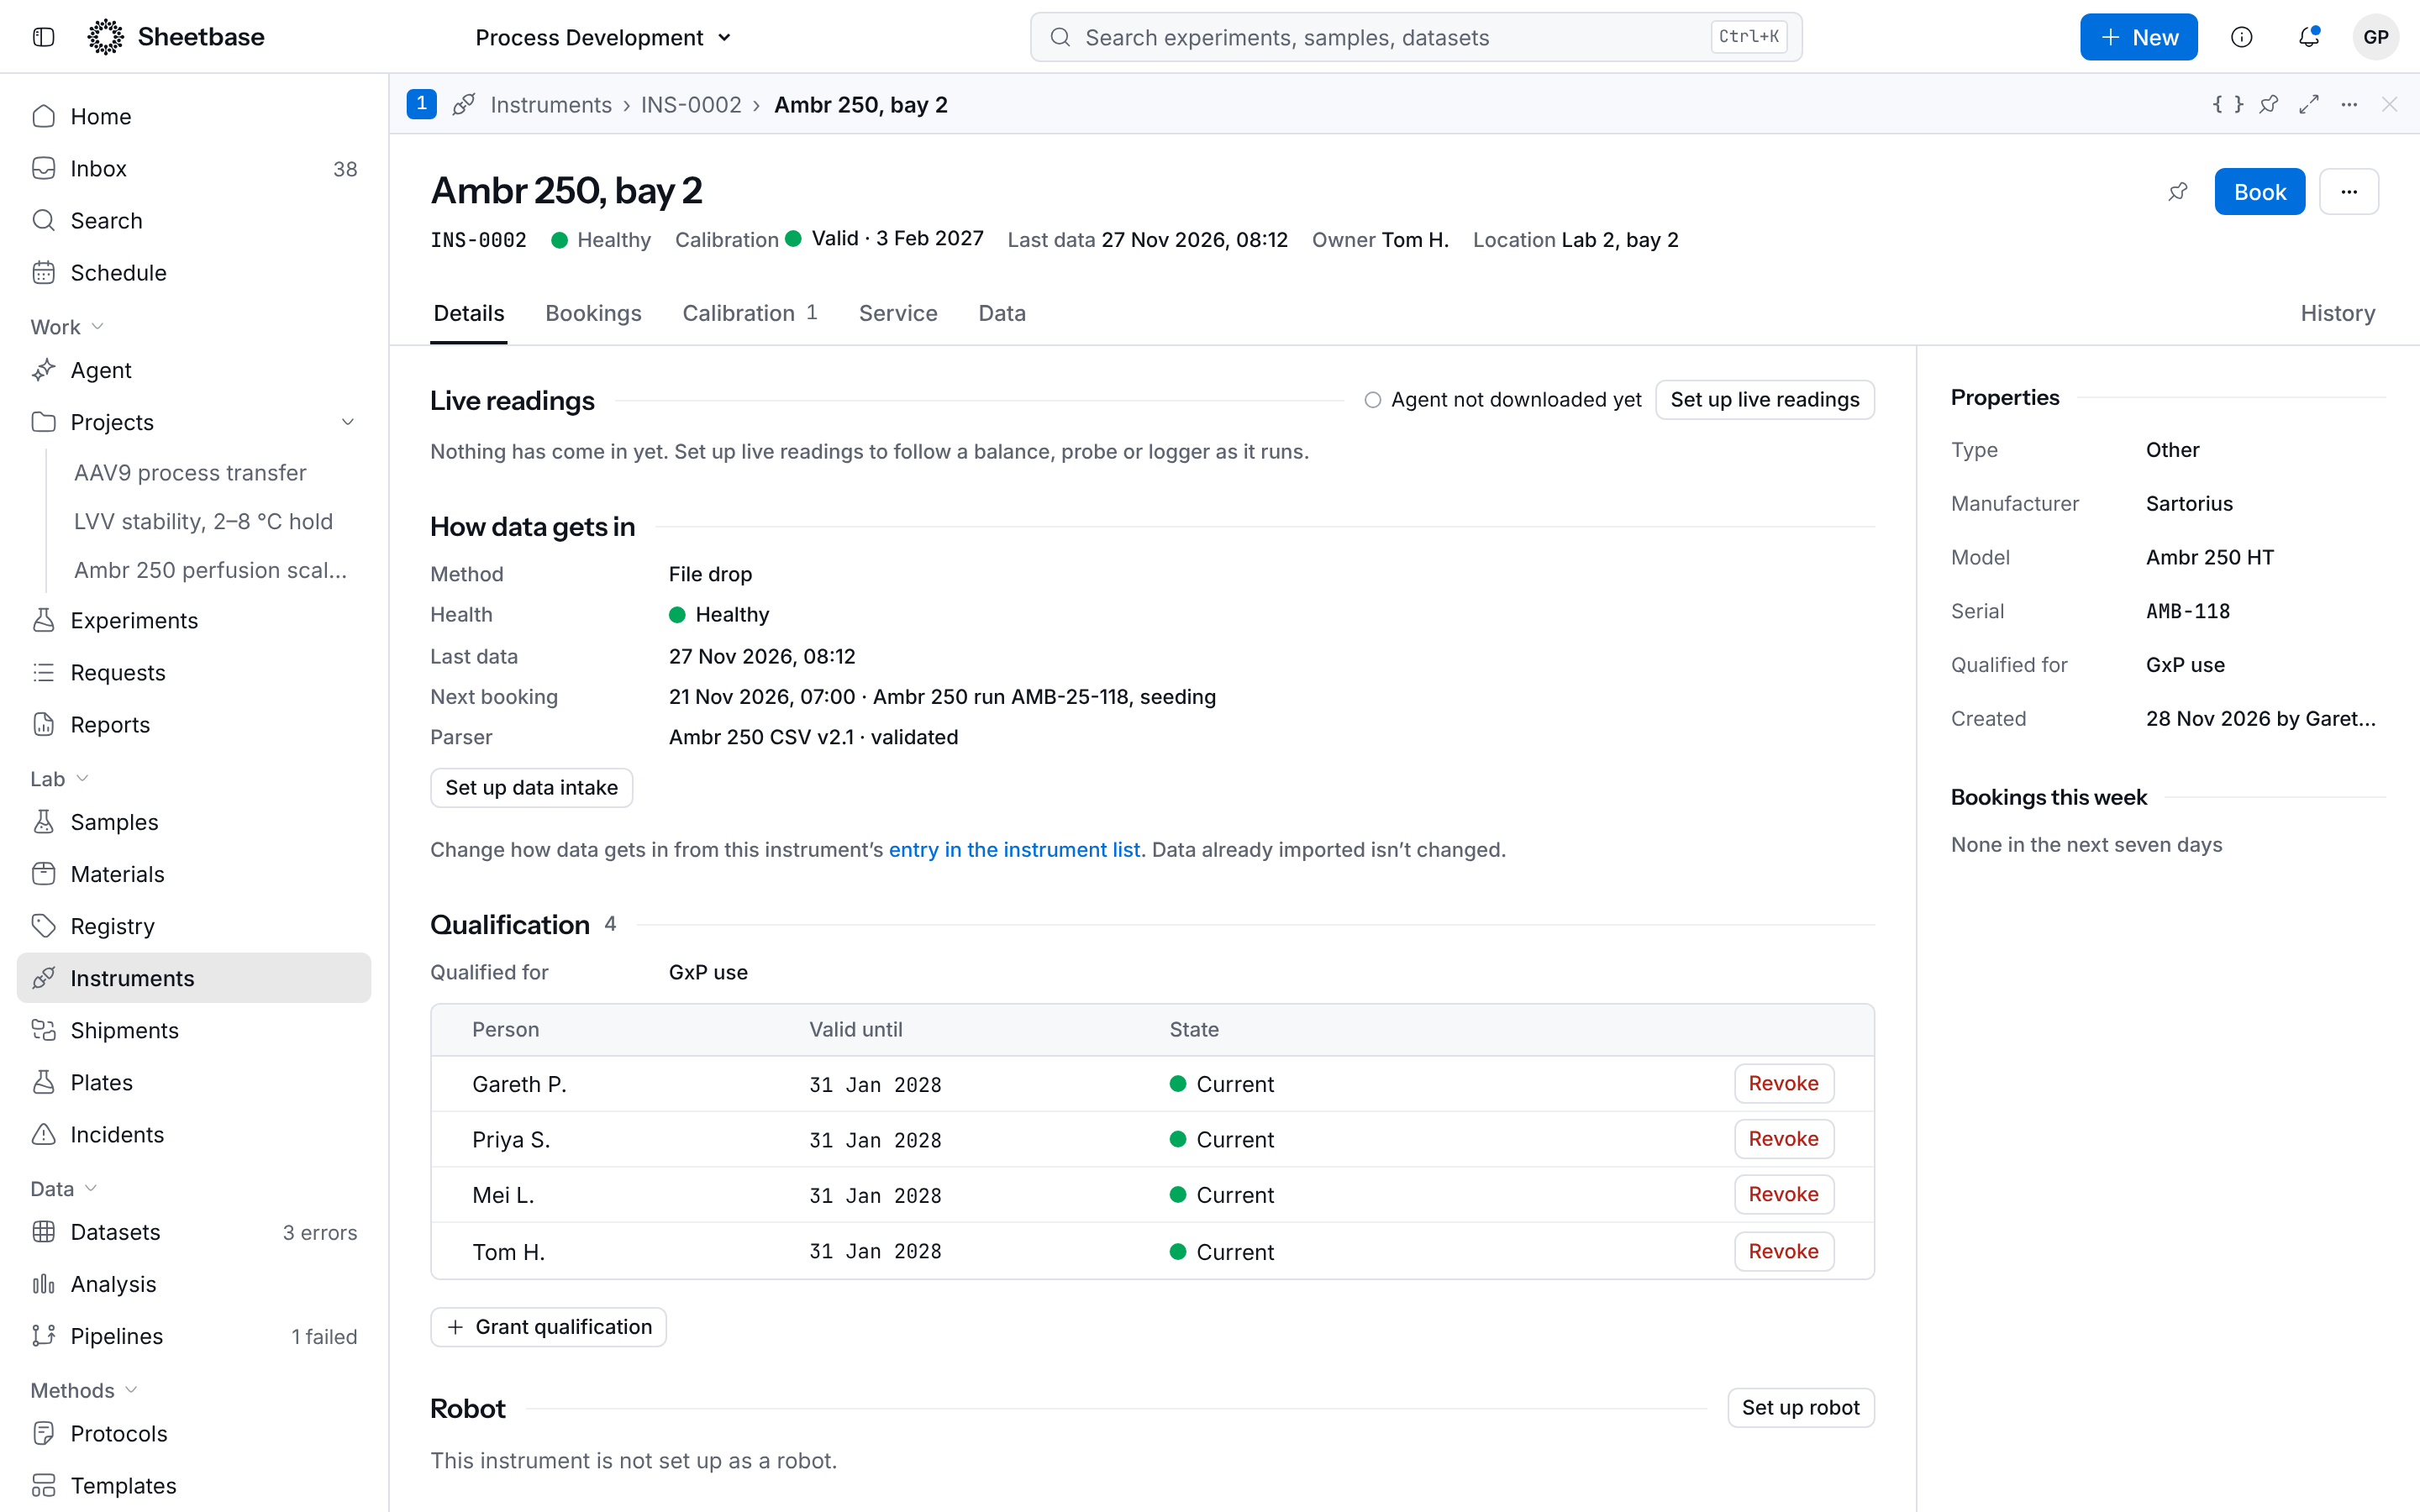 Sheetbase
Process Development
Search experiments, samples, datasets
Ctrl+K
New
GP
Home
Inbox 38
Search
Schedule
Work
Agent
Projects
AAV9 process transfer
LVV stability, 2–8 °C hold
Ambr 250 perfusion scal...
Experiments
Requests
Reports
Lab
Samples
Materials
Registry
Instruments
Shipments
Plates
Incidents
Data
Datasets 3 errors
Analysis
Pipelines 1 failed
Methods
Protocols
Templates
1 Instruments › INS-0002 › Ambr 250, bay 2
Ambr 250, bay 2
Book
INS-0002 Healthy Calibration Valid · 3 Feb 2027 Last data 27 Nov 2026, 08:12 Owner Tom H. Location Lab 2, bay 2
Details Bookings Calibration 1 Service Data History
Live readings Agent not downloaded yet Set up live readings
Nothing has come in yet. Set up live readings to follow a balance, probe or logger as it runs.
How data gets in
Method File drop
Health Healthy
Last data 27 Nov 2026, 08:12
Next booking 21 Nov 2026, 07:00 · Ambr 250 run AMB-25-118, seeding
Parser Ambr 250 CSV v2.1 · validated
Set up data intake
Change how data gets in from this instrument’s entry in the instrument list. Data already imported isn’t changed.
Qualification 4
Qualified for GxP use
Person Valid until State
Gareth P. 31 Jan 2028 Current Revoke
Priya S. 31 Jan 2028 Current Revoke
Mei L. 31 Jan 2028 Current Revoke
Tom H. 31 Jan 2028 Current Revoke
Grant qualification
Robot Set up robot
This instrument is not set up as a robot.
Properties
Type Other
Manufacturer Sartorius
Model Ambr 250 HT
Serial AMB-118
Qualified for GxP use
Created 28 Nov 2026 by Garet...
Bookings this week
None in the next seven days